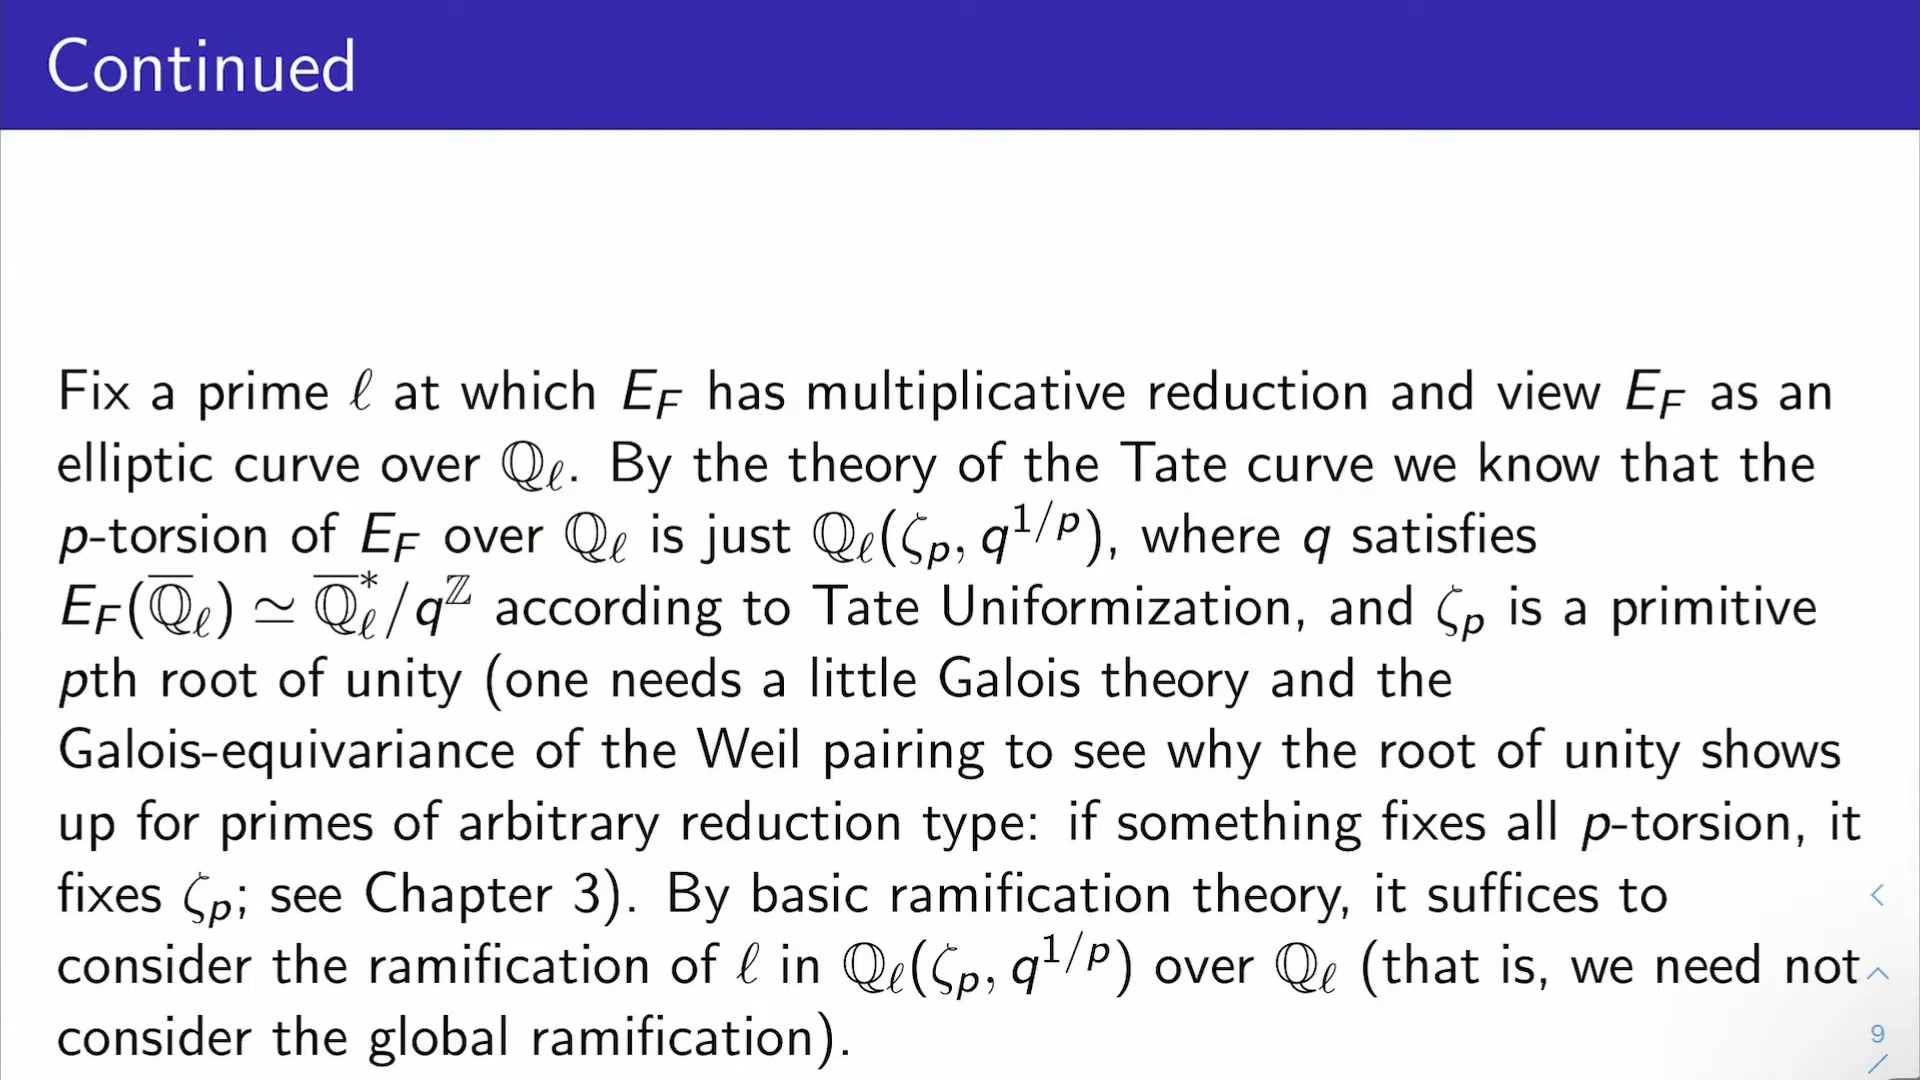 Continued
Fix a prime ℓ at which E_F has multiplicative reduction and view E_F as an
elliptic curve over ℚ_ℓ. By the theory of the Tate curve we know that the
p-torsion of E_F over ℚ_ℓ is just ℚ_ℓ(ζ_p, q^{1/p}), where q satisfies
E_F(\overline{ℚ}_ℓ) ≃ \overline{ℚ}_ℓ^*/q^ℤ according to Tate Uniformization, and ζ_p is a primitive
pth root of unity (one needs a little Galois theory and the
Galois-equivariance of the Weil pairing to see why the root of unity shows
up for primes of arbitrary reduction type: if something fixes all p-torsion, it
fixes ζ_p; see Chapter 3). By basic ramification theory, it suffices to
consider the ramification of ℓ in ℚ_ℓ(ζ_p, q^{1/p}) over ℚ_ℓ (that is, we need not
consider the global ramification).
9
/